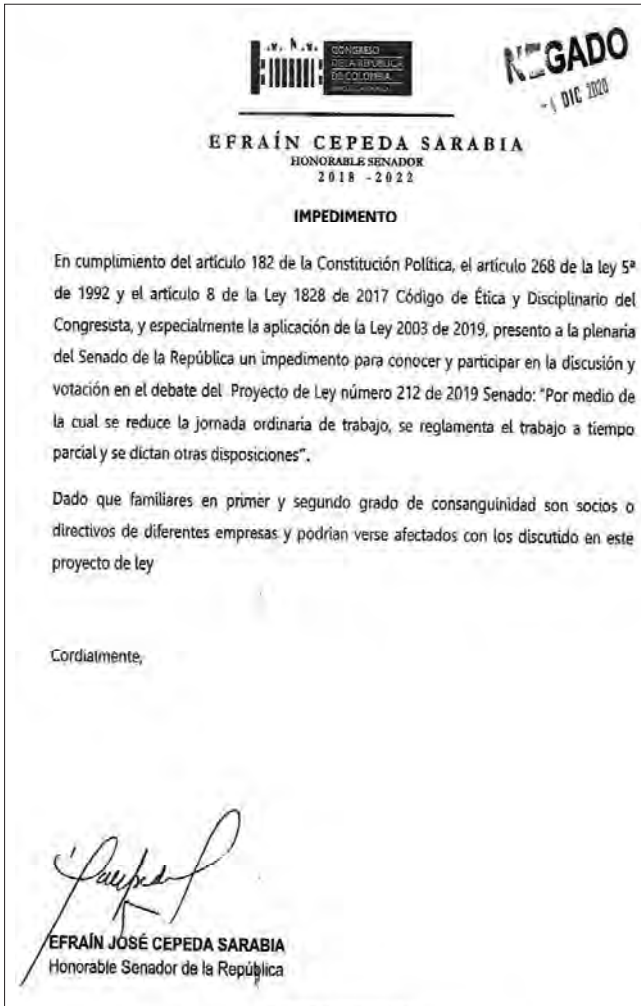 CONGRESO
DE LA REPÚBLICA
DE COLOMBIA
NEGADO
DIC 2020
EFRAÍN CEPEDA SARABIA
HONORABLE SENADOR
2018 -2022
IMPEDIMENTO
En cumplimiento del artículo 182 de la Constitución Política, el artículo 268 de la ley 5ª
de 1992 y el artículo 8 de la Ley 1828 de 2017 Código de Ética y Disciplinario del
Congresista, y especialmente la aplicación de la Ley 2003 de 2019, presento a la plenaria
del Senado de la República un impedimento para conocer y participar en la discusión y
votación en el debate del Proyecto de Ley número 212 de 2019 Senado: "Por medio de
la cual se reduce la jornada ordinaria de trabajo, se reglamenta el trabajo a tiempo
parcial y se dictan otras disposiciones".
Dado que familiares en primer y segundo grado de consanguinidad son socios o
directivos de diferentes empresas y podrían verse afectados con los discutido en este
proyecto de ley
Cordialmente,
EFRAÍN JOSÉ CEPEDA SARABIA
Honorable Senador de la República